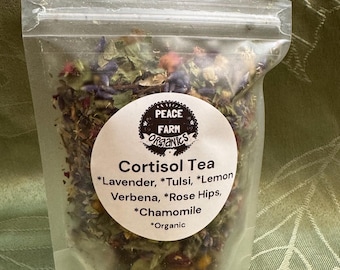 PEACE
FARM
ORGANICS
Cortisol Tea
*Lavender, *Tulsi, *Lemon
Verbena, *Rose Hips,
*Chamomile
*Organic